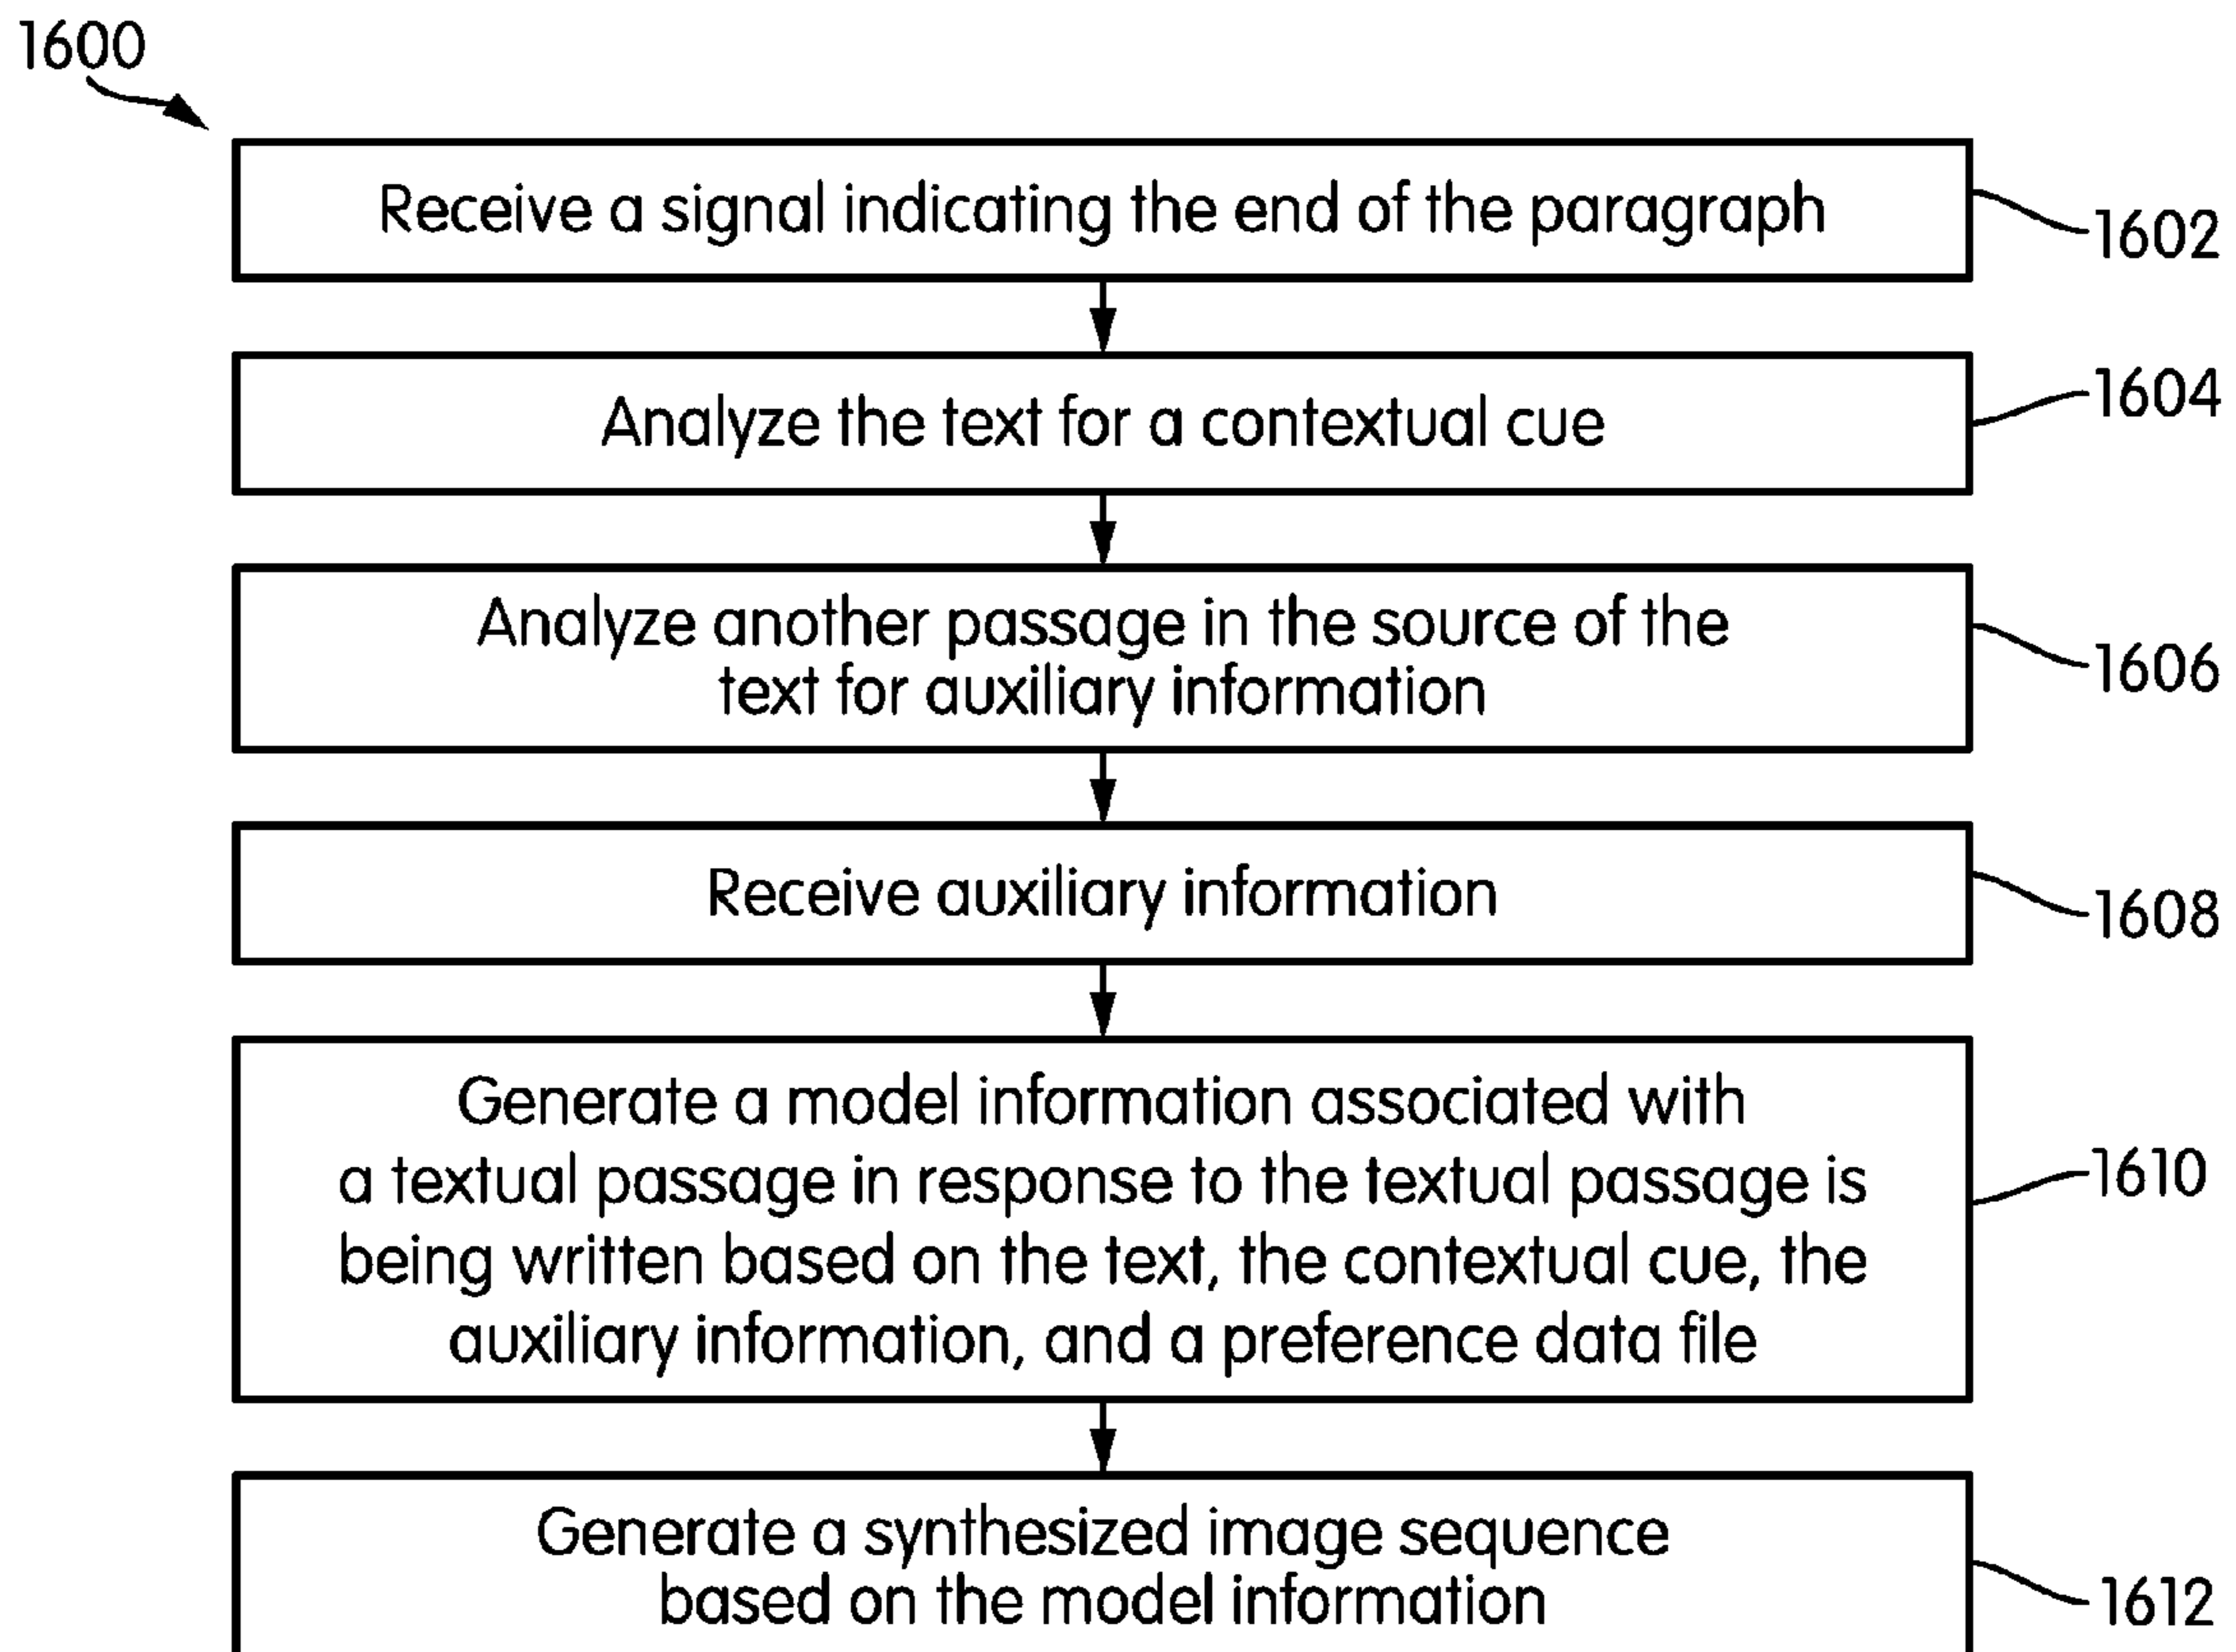 1600
Receive a signal indicating the end of the paragraph
1602
Analyze the text for a contextual cue
1604
Analyze another passage in the source of the
text for auxiliary information
1606
Receive auxiliary information
1608
Generate a model information associated with
a textual passage in response to the textual passage is
being written based on the text, the contextual cue, the
auxiliary information, and a preference data file
1610
Generate a synthesized image sequence
based on the model information
1612